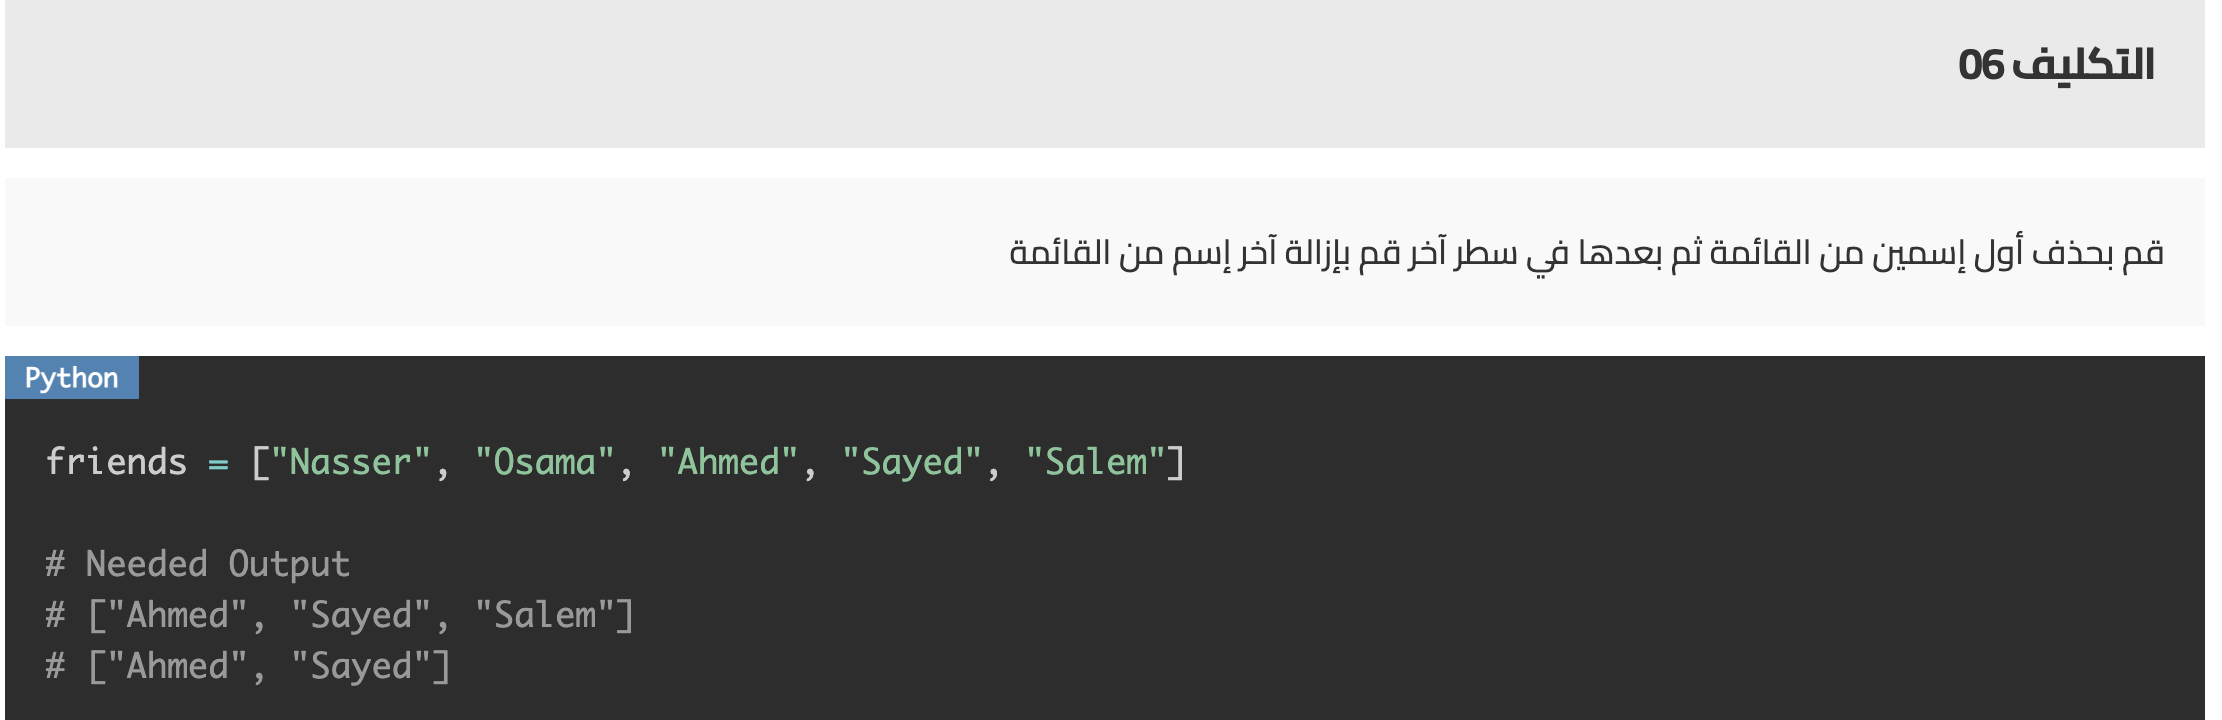 التكليف 06
قم بحذف أول إسمين من القائمة ثم بعدها في سطر آخر قم بإزالة آخر إسم من القائمة
Python
friends = ["Nasser", "Osama", "Ahmed", "Sayed", "Salem"]
# Needed Output
# ["Ahmed", "Sayed", "Salem"]
# ["Ahmed", "Sayed"]